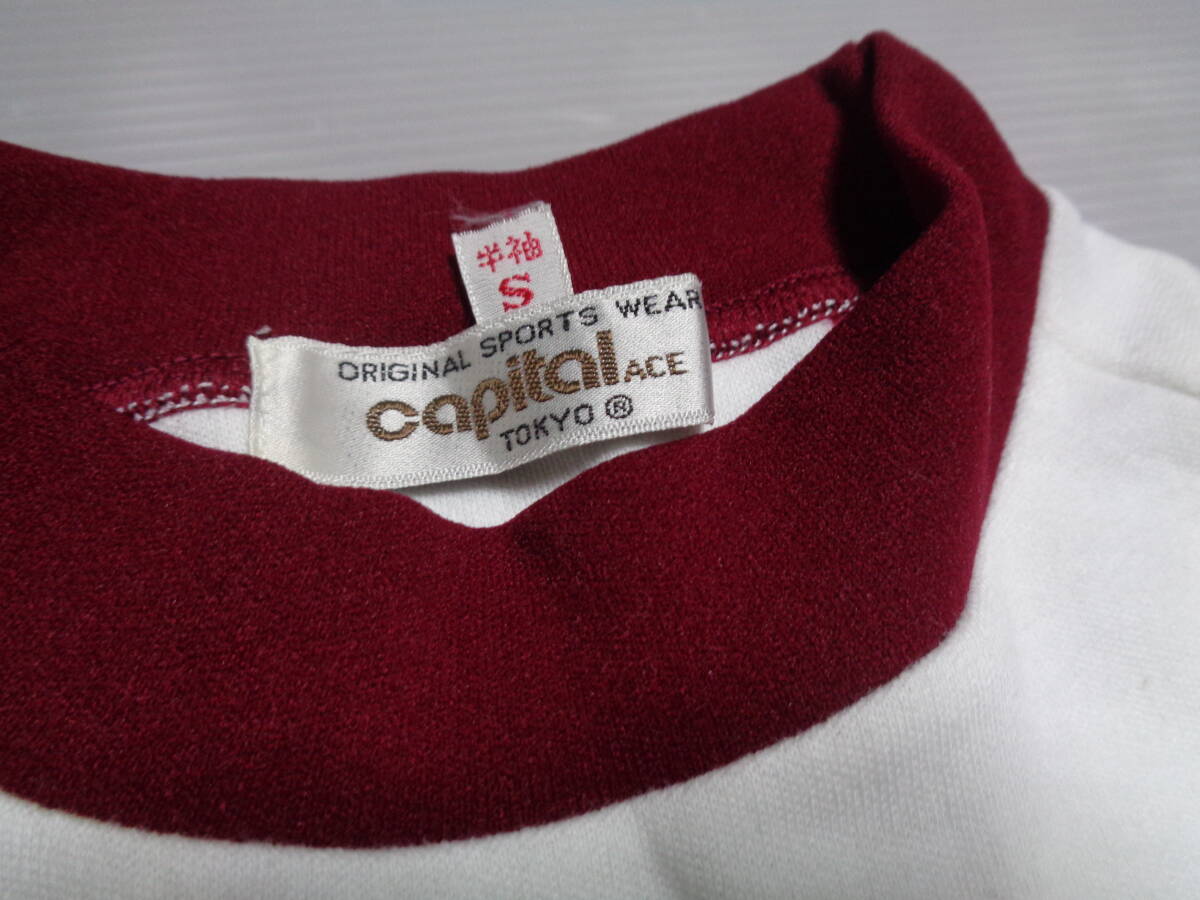 半袖
S
ORIGINAL SPORTS WEAR
capital ACE
TOKYO ®